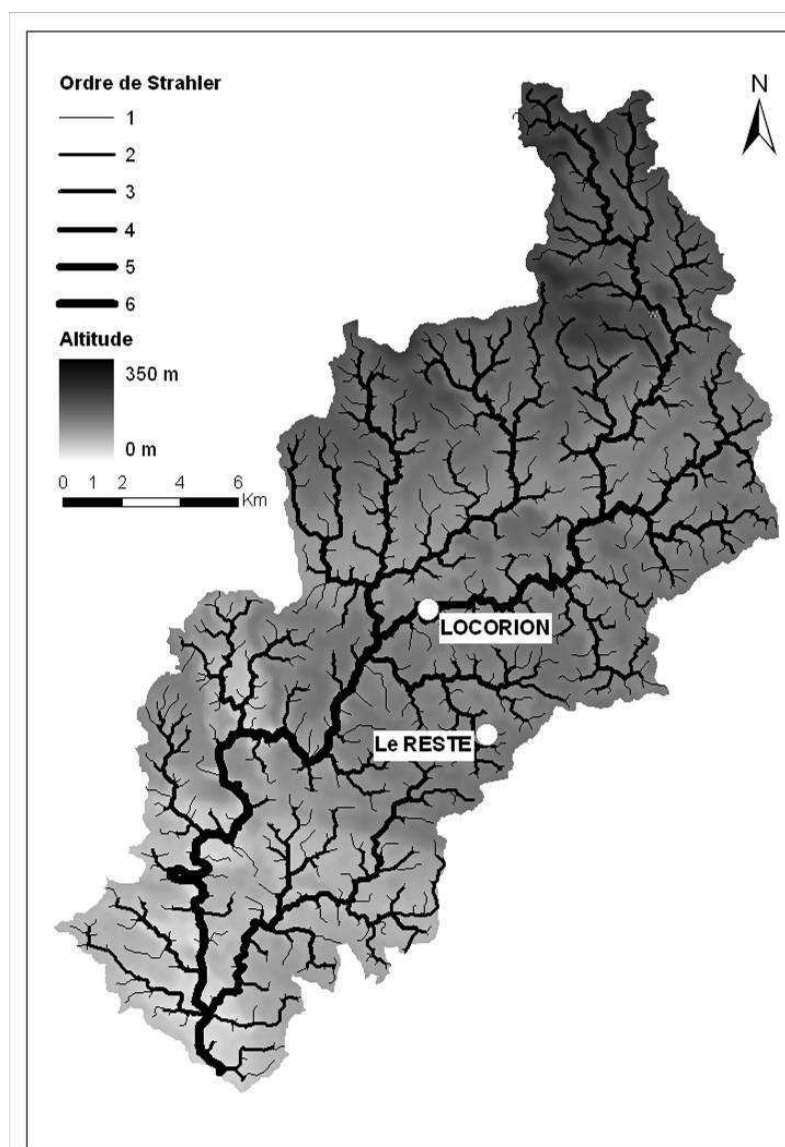 Ordre de Strahler
1
2
3
4
5
6
Altitude
350 m
0 m
0 1 2 4 6
Km
N
LOCORION
Le RESTE